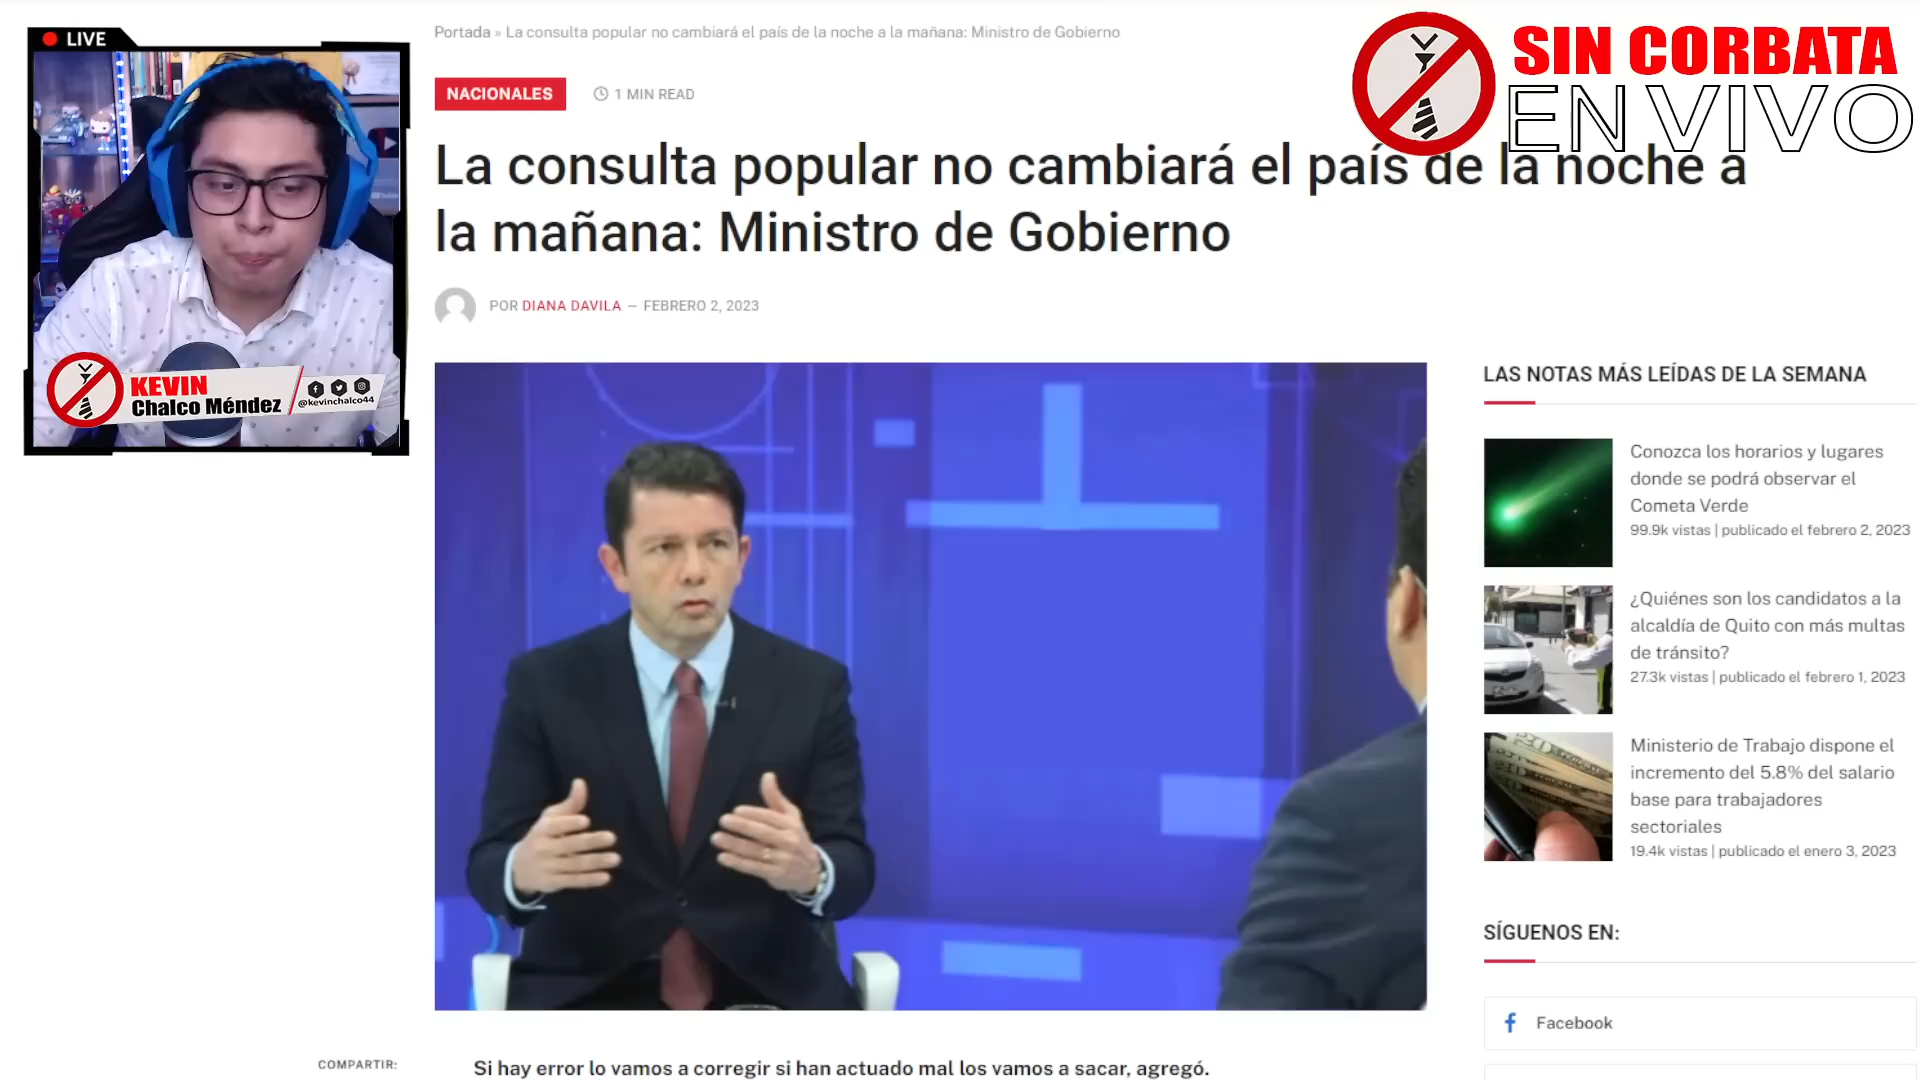 LIVE
KEVIN
Chalco Méndez
@kevinchalco44
SIN CORBATA
EN VIVO
Portada » La consulta popular no cambiará el país de la noche a la mañana: Ministro de Gobierno
NACIONALES
1 MIN READ
La consulta popular no cambiará el país de la noche a
la mañana: Ministro de Gobierno
POR DIANA DAVILA — FEBRERO 2, 2023
LAS NOTAS MÁS LEÍDAS DE LA SEMANA
Conozca los horarios y lugares
donde se podrá observar el
Cometa Verde
99.9k vistas | publicado el febrero 2, 2023
¿Quiénes son los candidatos a la
alcaldía de Quito con más multas
de tránsito?
27.3k vistas | publicado el febrero 1, 2023
Ministerio de Trabajo dispone el
incremento del 5.8% del salario
base para trabajadores
sectoriales
19.4k vistas | publicado el enero 3, 2023
SÍGUENOS EN:
Facebook
COMPARTIR:
Si hay error lo vamos a corregir si han actuado mal los vamos a sacar, agregó.